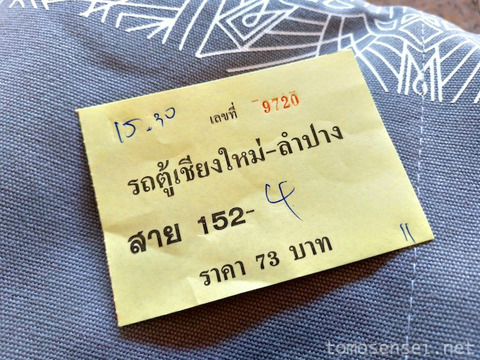 15.30 เลขที่ 9720
รถตู้เชียงใหม่-ลำปาง
สาย 152-4
ราคา 73 บาท
11
tomosensei.net